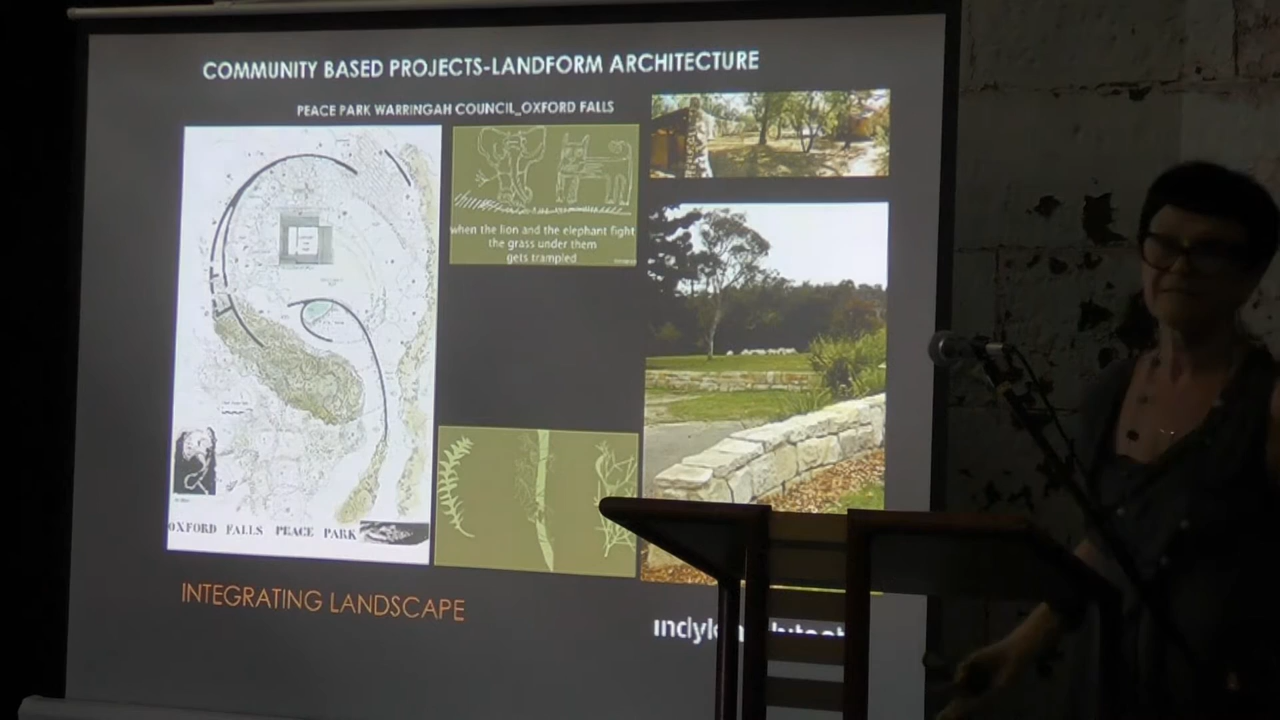 COMMUNITY BASED PROJECTS-LANDFORM ARCHITECTURE
PEACE PARK WARRINGAH COUNCIL_OXFORD FALLS
when the lion and the elephant fight
the grass under them
gets trampled
OXFORD FALLS PEACE PARK
INTEGRATING LANDSCAPE